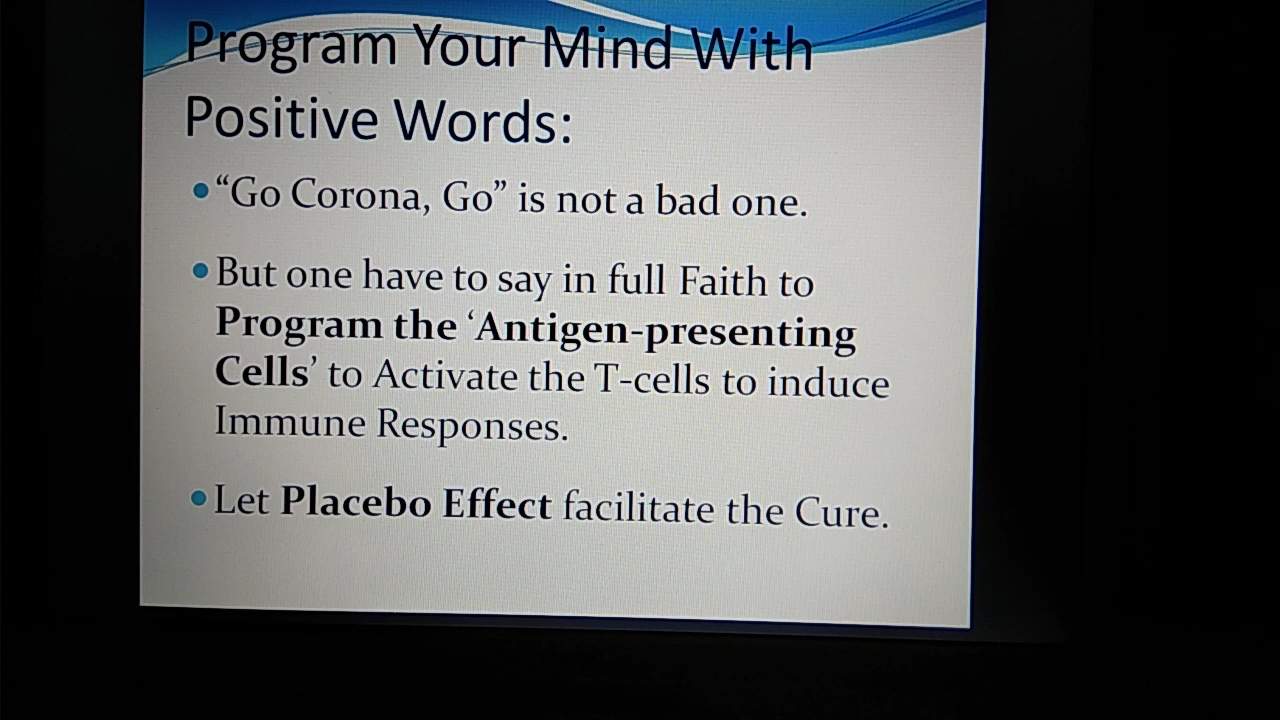 Program Your Mind With
Positive Words:
“Go Corona, Go” is not a bad one.
But one have to say in full Faith to
Program the ‘Antigen-presenting
Cells’ to Activate the T-cells to induce
Immune Responses.
Let Placebo Effect facilitate the Cure.